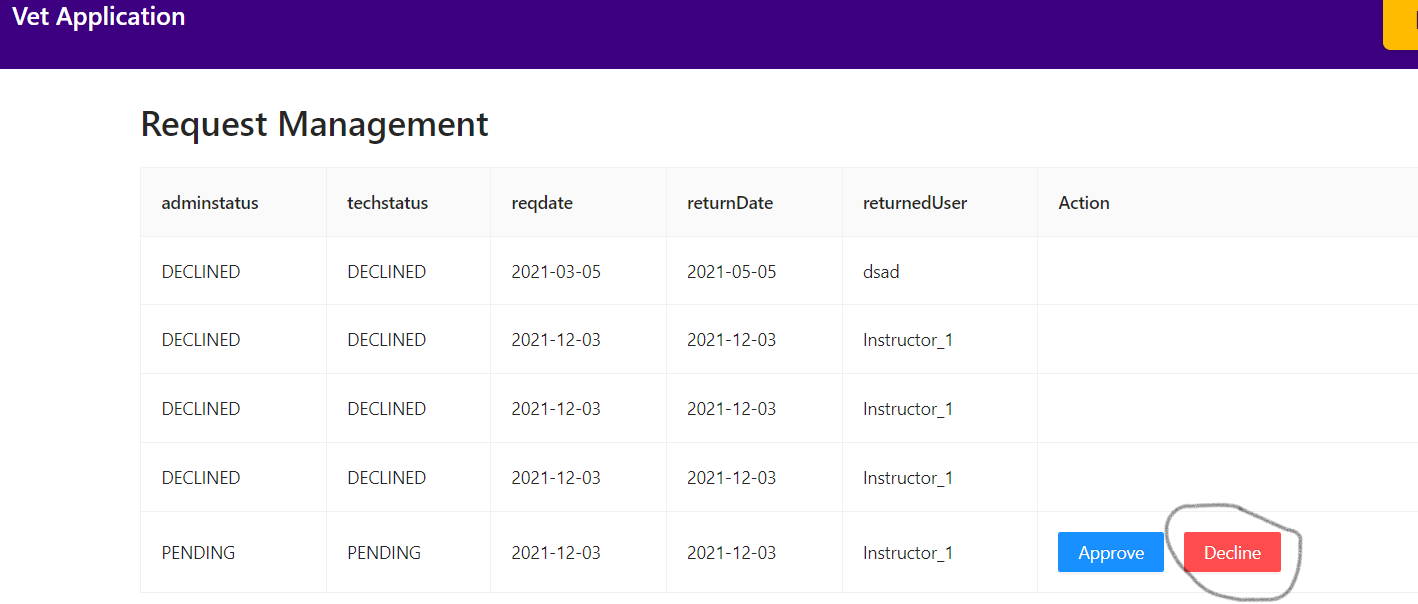 Vet Application
Request Management
adminstatus techstatus reqdate returnDate returnedUser Action
DECLINED DECLINED 2021-03-05 2021-05-05 dsad
DECLINED DECLINED 2021-12-03 2021-12-03 Instructor_1
DECLINED DECLINED 2021-12-03 2021-12-03 Instructor_1
DECLINED DECLINED 2021-12-03 2021-12-03 Instructor_1
PENDING PENDING 2021-12-03 2021-12-03 Instructor_1 Approve Decline